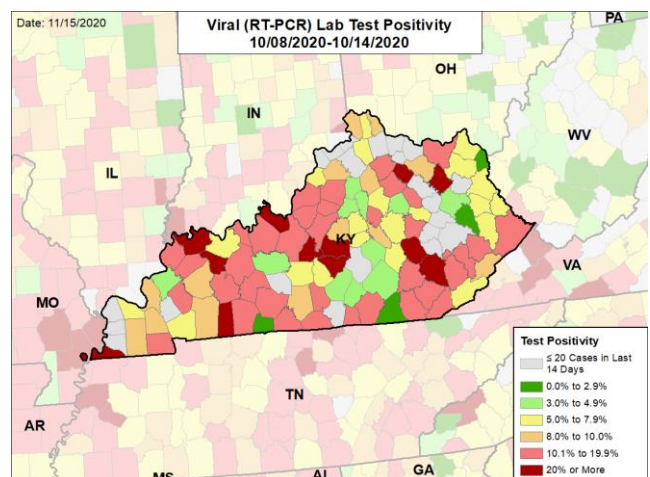 Date: 11/15/2020
Viral (RT-PCR) Lab Test Positivity
10/08/2020-10/14/2020
PA
OH
IN
WV
IL
KY
VA
MO
TN
AR
MS
AL
GA
Test Positivity
≤ 20 Cases in Last
14 Days
0.0% to 2.9%
3.0% to 4.9%
5.0% to 7.9%
8.0% to 10.0%
10.1% to 19.9%
20% or More